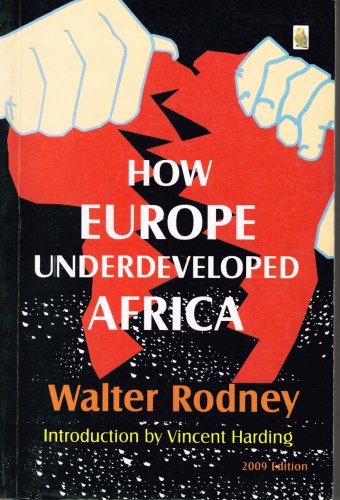 HOW
EUROPE
UNDERDEVELOPED
AFRICA
Walter Rodney
Introduction by Vincent Harding
2009 Edition